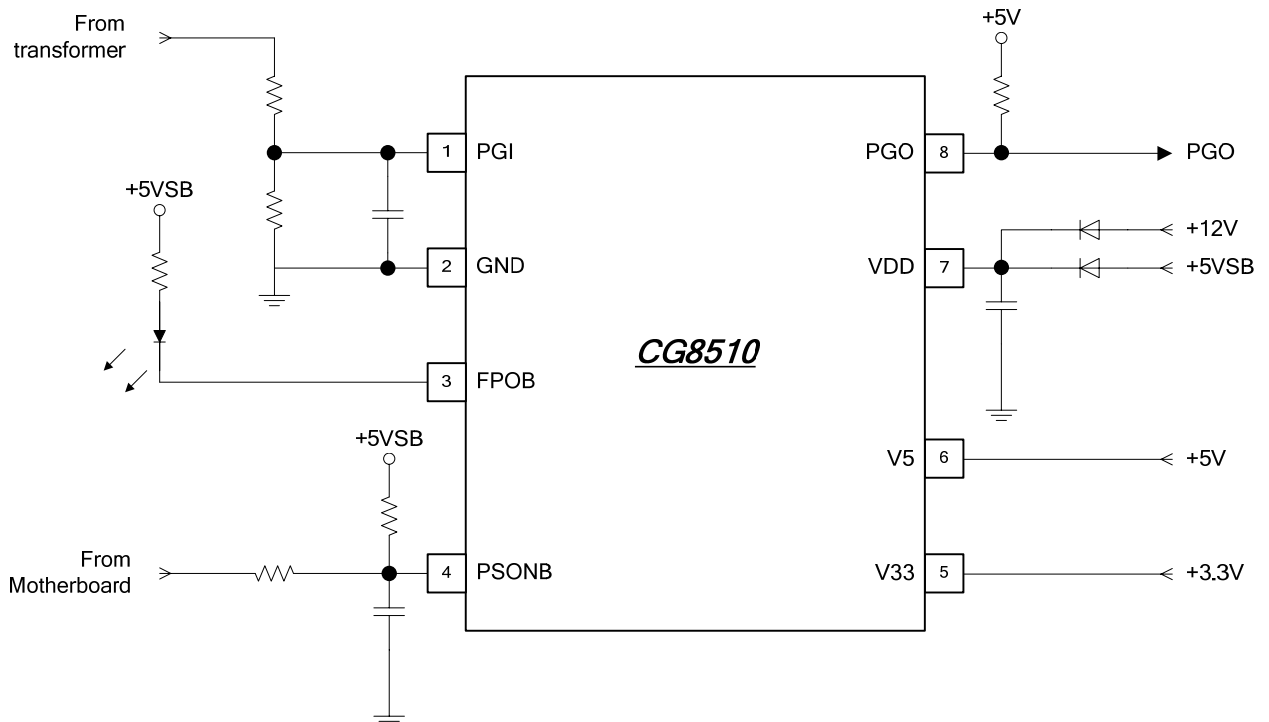 From
transformer
+5V
1 PGI
PGO 8
PGO
+5VSB
+12V
2 GND
VDD 7
+5VSB
CG8510
3 FPOB
+5VSB
V5 6
+5V
From
Motherboard
4 PSONB
V33 5
+3.3V